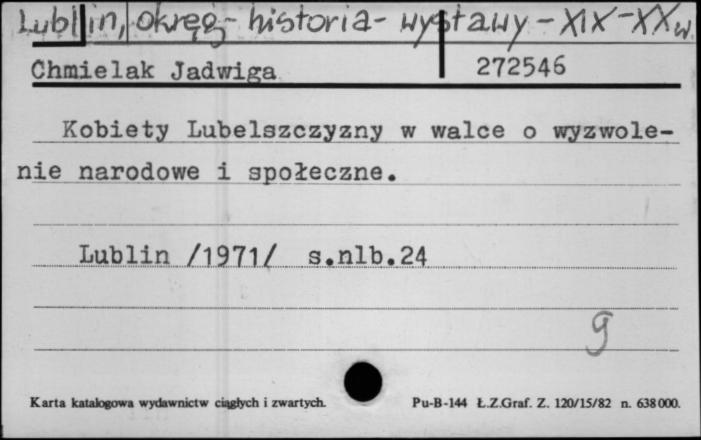 Lublin, okręg - historia - wystawy - XIX-XX w.
Chmielak Jadwiga 272546
Kobiety Lubelszczyzny w walce o wyzwole-
nie narodowe i społeczne.
Lublin /1971/ s.nlb.24
g
Karta katalogowa wydawnictw ciągłych i zwartych. Pu-B-144 Ł.Z.Graf. Z. 120/15/82 n. 638000.